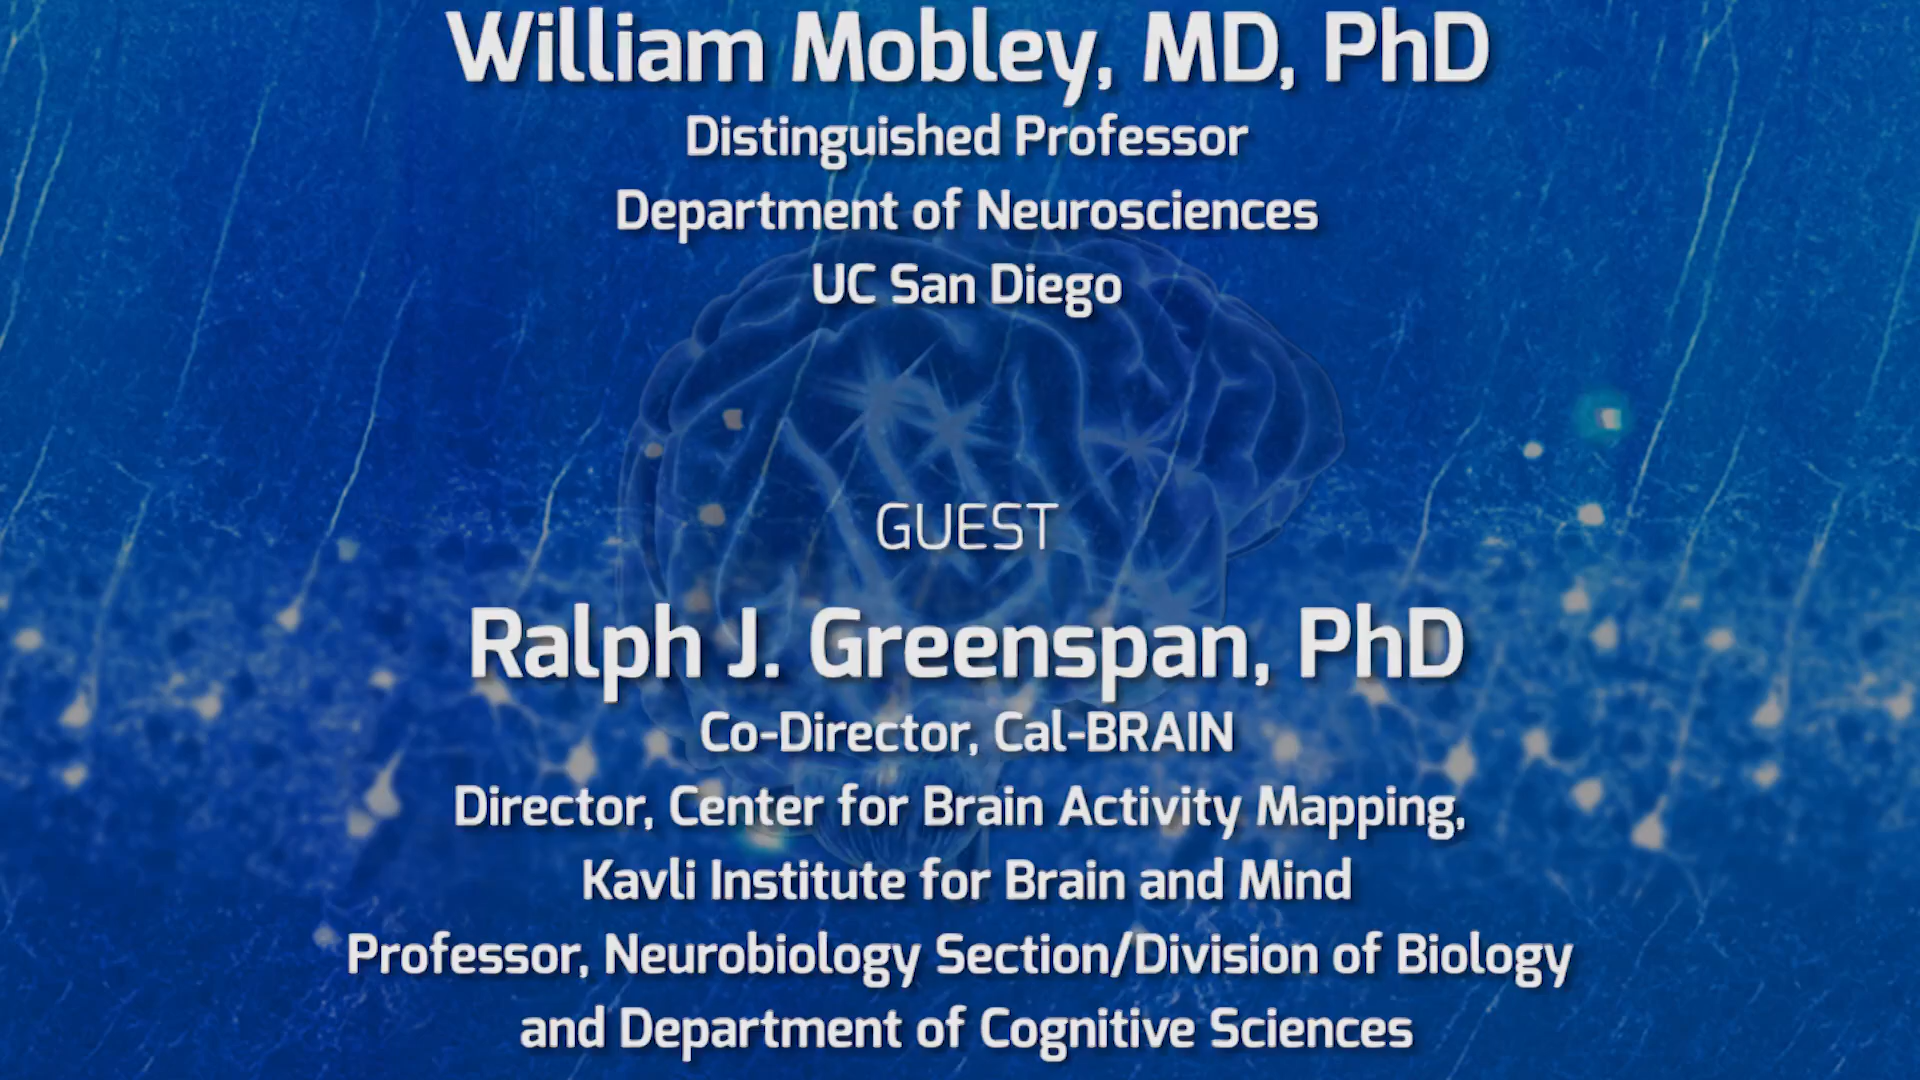 William Mobley, MD, PhD
Distinguished Professor
Department of Neurosciences
UC San Diego
GUEST
Ralph J. Greenspan, PhD
Co-Director, Cal-BRAIN
Director, Center for Brain Activity Mapping,
Kavli Institute for Brain and Mind
Professor, Neurobiology Section/Division of Biology
and Department of Cognitive Sciences